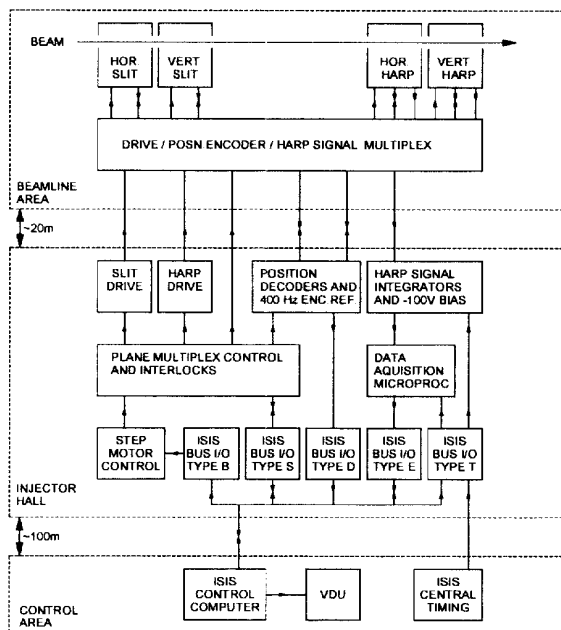 BEAM
HOR
SLIT
VERT
SLIT
HOR
HARP
VERT
HARP
DRIVE / POSN ENCODER / HARP SIGNAL MULTIPLEX
BEAMLINE
AREA
~20m
SLIT
DRIVE
HARP
DRIVE
POSITION
DECODERS AND
400 Hz ENC REF
HARP SIGNAL
INTEGRATORS
AND -100V BIAS
PLANE MULTIPLEX CONTROL
AND INTERLOCKS
DATA
AQUISITION
MICROPROC
STEP
MOTOR
CONTROL
ISIS
BUS I/O
TYPE B
ISIS
BUS I/O
TYPE S
ISIS
BUS I/O
TYPE D
ISIS
BUS I/O
TYPE E
ISIS
BUS I/O
TYPE T
INJECTOR
HALL
~100m
ISIS
CONTROL
COMPUTER
VDU
ISIS
CENTRAL
TIMING
CONTROL
AREA